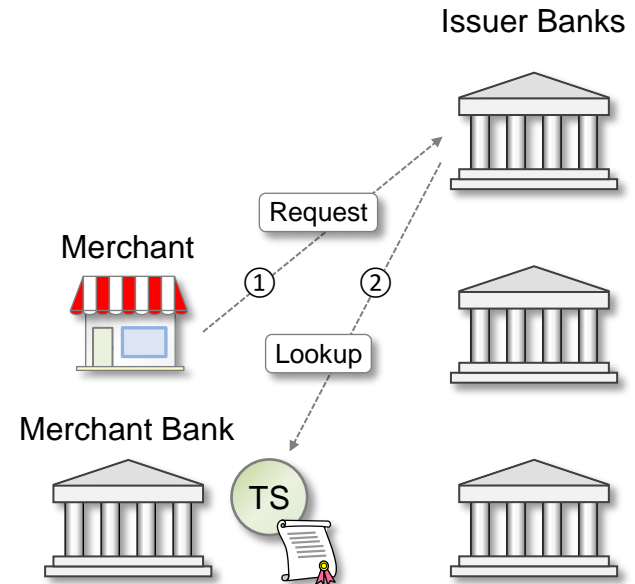 Issuer Banks
Request
Merchant
①
②
Lookup
Merchant Bank
TS